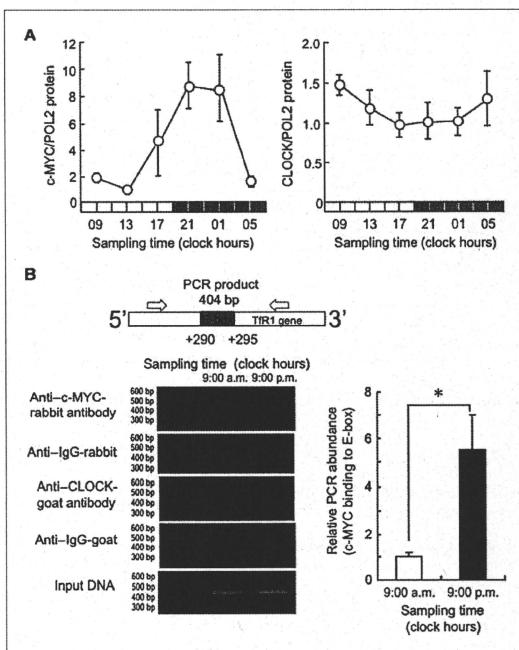 A
c-MYC/POL2 protein
12
10
8
6
4
2
0
09 13 17 21 01 05
Sampling time (clock hours)
CLOCK/POL2 protein
2.0
1.5
1.0
0.5
0
09 13 17 21 01 05
Sampling time (clock hours)
B
PCR product
404 bp
5' TfR1 gene 3'
+290 +295
Sampling time (clock hours)
9:00 a.m. 9:00 p.m.
Anti–c-MYC-
rabbit antibody
600 bp
500 bp
400 bp
300 bp
Anti–IgG-rabbit
600 bp
500 bp
400 bp
300 bp
Anti–CLOCK-
goat antibody
600 bp
500 bp
400 bp
300 bp
Anti–IgG-goat
600 bp
500 bp
400 bp
300 bp
Input DNA
600 bp
500 bp
400 bp
300 bp
Relative PCR abundance
(c-MYC binding to E-box)
8
6
4
2
1
0
*
9:00 a.m. 9:00 p.m.
Sampling time
(clock hours)